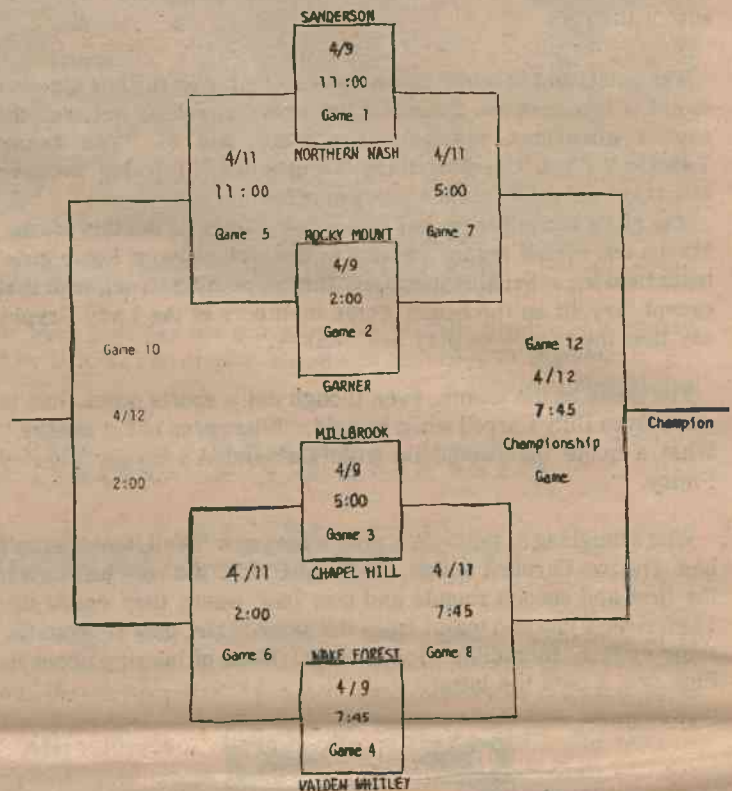 SANDERSON
4/9
11:00
Game 1
NORTHERN NASH
4/11
11:00
Game 5
4/11
5:00
Game 7
ROCKY MOUNT
4/9
2:00
Game 2
GARNER
Game 10
4/12
2:00
Game 12
4/12
7:45
Championship
Game
Champion
MILLBROOK
4/9
5:00
Game 3
CHAPEL HILL
4/11
2:00
Game 6
4/11
7:45
Game 8
WAKE FOREST
4/9
7:45
Game 4
VAIDEN WHITLEY